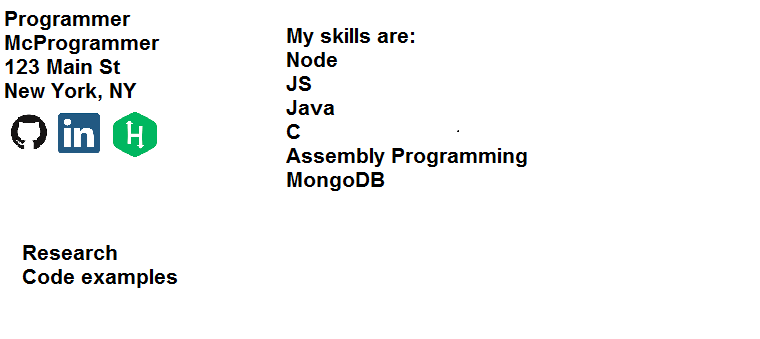 Programmer
McProgrammer
123 Main St
New York, NY
in
H
My skills are:
Node
JS
Java
C
Assembly Programming
MongoDB
Research
Code examples